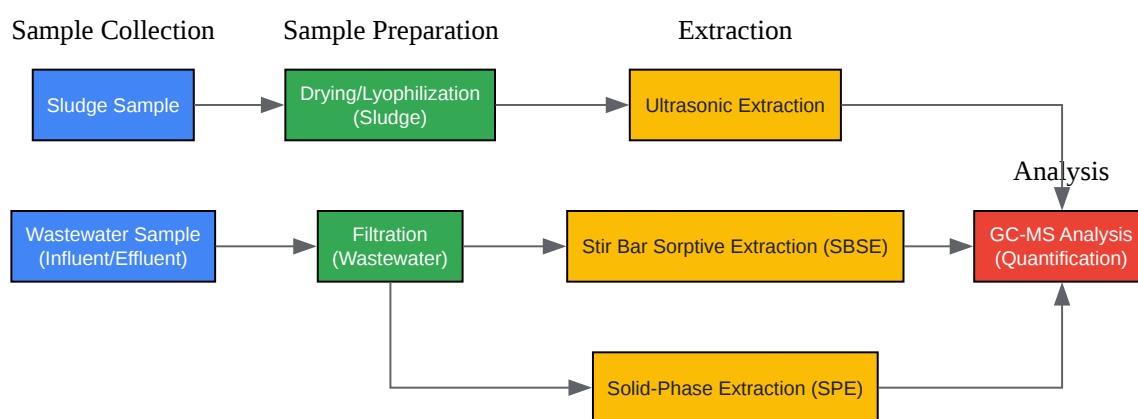 Sample Collection
Sample Preparation
Extraction
Sludge Sample
Drying/Lyophilization
(Sludge)
Ultrasonic Extraction
Analysis
Wastewater Sample
(Influent/Effluent)
Filtration
(Wastewater)
Stir Bar Sorptive Extraction (SBSE)
GC-MS Analysis
(Quantification)
Solid-Phase Extraction (SPE)